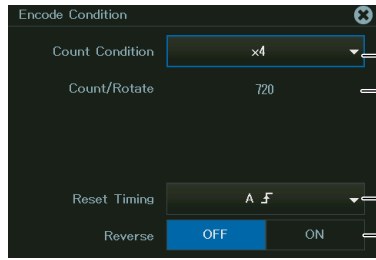 Encode Condition
Count Condition ×4
Count/Rotate 720
Reset Timing A
Reverse OFF ON